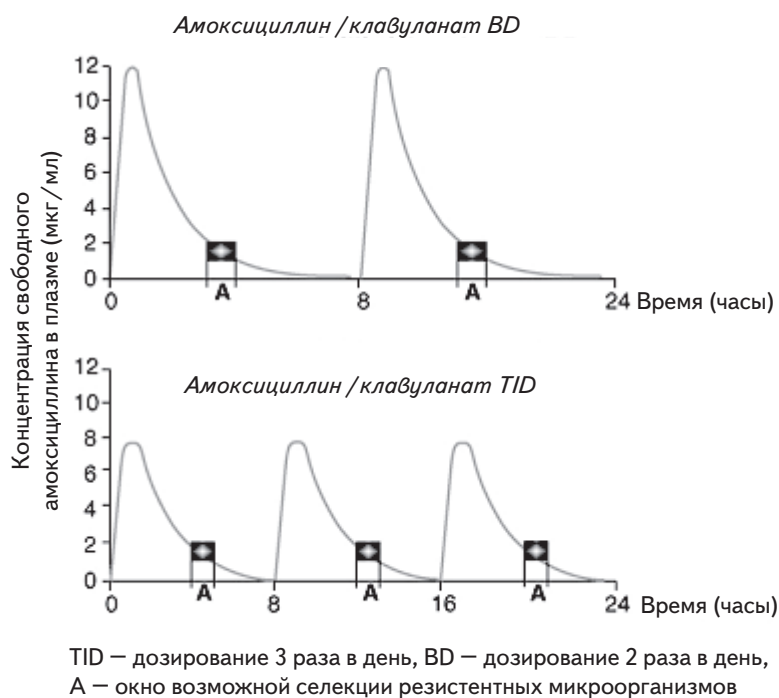 Амоксициллин / клавуланат BD
Концентрация свободного
амоксициллина в плазме (мкг / мл)
12
10
8
6
4
2
0
A
A
0
8
24
Время (часы)
Амоксициллин / клавуланат TID
12
10
8
6
4
2
0
A
A
A
0
8
16
24
Время (часы)
TID — дозирование 3 раза в день, BD — дозирование 2 раза в день,
A — окно возможной селекции резистентных микроорганизмов